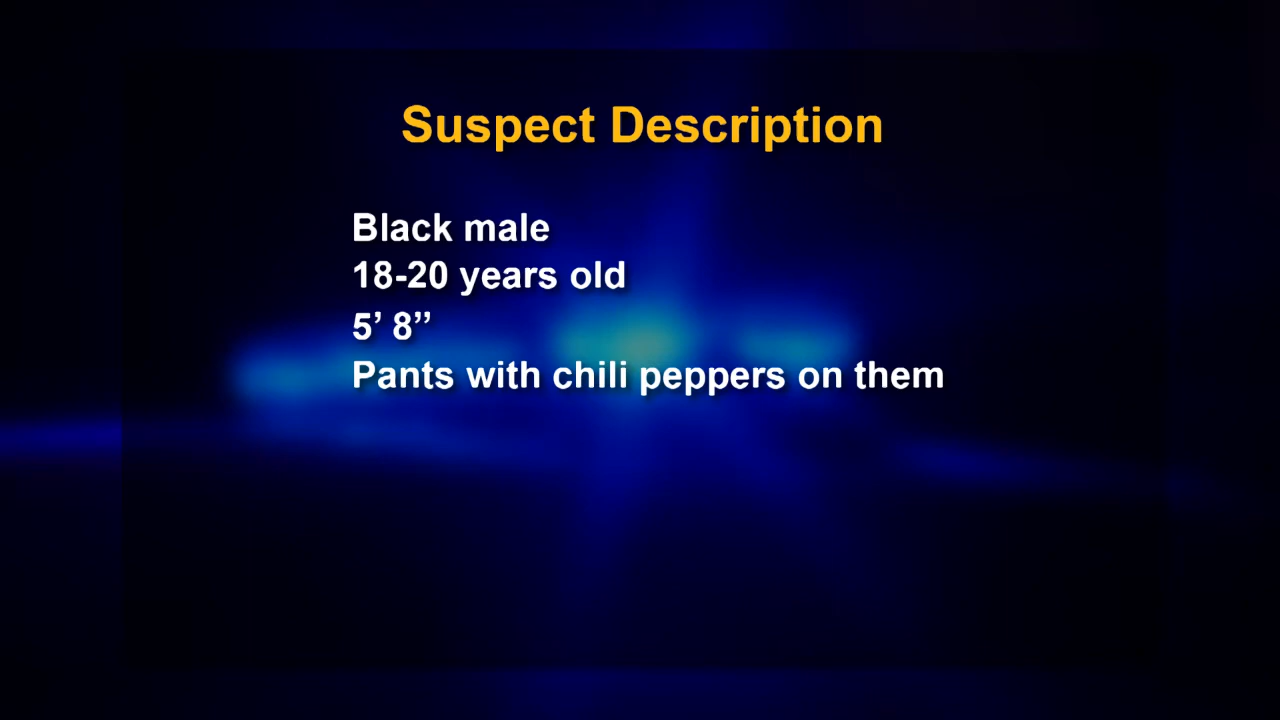 Suspect Description
Black male
18-20 years old
5’ 8”
Pants with chili peppers on them